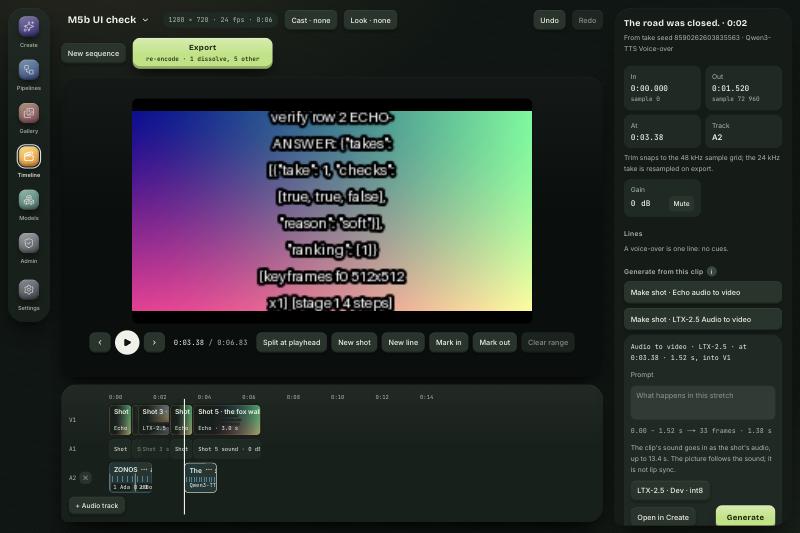 M5b UI check
1280 × 720 · 24 fps · 0:06
Cast · none
Look · none
Undo
Redo
New sequence
Export
re-encode · 1 dissolve, 5 other
Create
Pipelines
Gallery
Timeline
Models
Admin
Settings
verify row 2 ECHO-
ANSWER: {"takes":
[{"take": 1, "checks":
[true, true, false],
"reason": "soft"}],
"ranking": [1]}
[keyframes f0 512x512
x1] [stage 1 4 steps]
0:03.38 / 0:06.83
Split at playhead
New shot
New line
Mark in
Mark out
Clear range
0:00
0:02
0:04
0:06
0:08
0:10
0:12
0:14
V1
Shot
Shot 3 ·
Shot
Shot 5 · the fox wai
Echo
LTX-2.5
Echo
Echo · 3.0 s
A1
Shot
Shot 3 s
Shot
Shot 5 sound · 0 dB
A2
ZONOS ···
The ···
1 Ada
Qwen3-TT
+ Audio track
The road was closed. · 0:02
From take seed 8590262603835563 · Qwen3-
TTS Voice-over
In
0:00.000
sample 0
Out
0:01.520
sample 72 960
At
0:03.38
Track
A2
Trim snaps to the 48 kHz sample grid; the 24 kHz
take is resampled on export.
Gain
0 dB
Mute
Lines
A voice-over is one line: no cues.
Generate from this clip
Make shot · Echo audio to video
Make shot · LTX-2.5 Audio to video
Audio to video · LTX-2.5 · at
0:03.38 · 1.52 s, into V1
Prompt
What happens in this stretch
0.00 – 1.52 s → 33 frames · 1.38 s
The clip's sound goes in as the shot's audio,
up to 13.4 s. The picture follows the sound; it
is not lip sync.
LTX-2.5 · Dev · int8
Open in Create
Generate